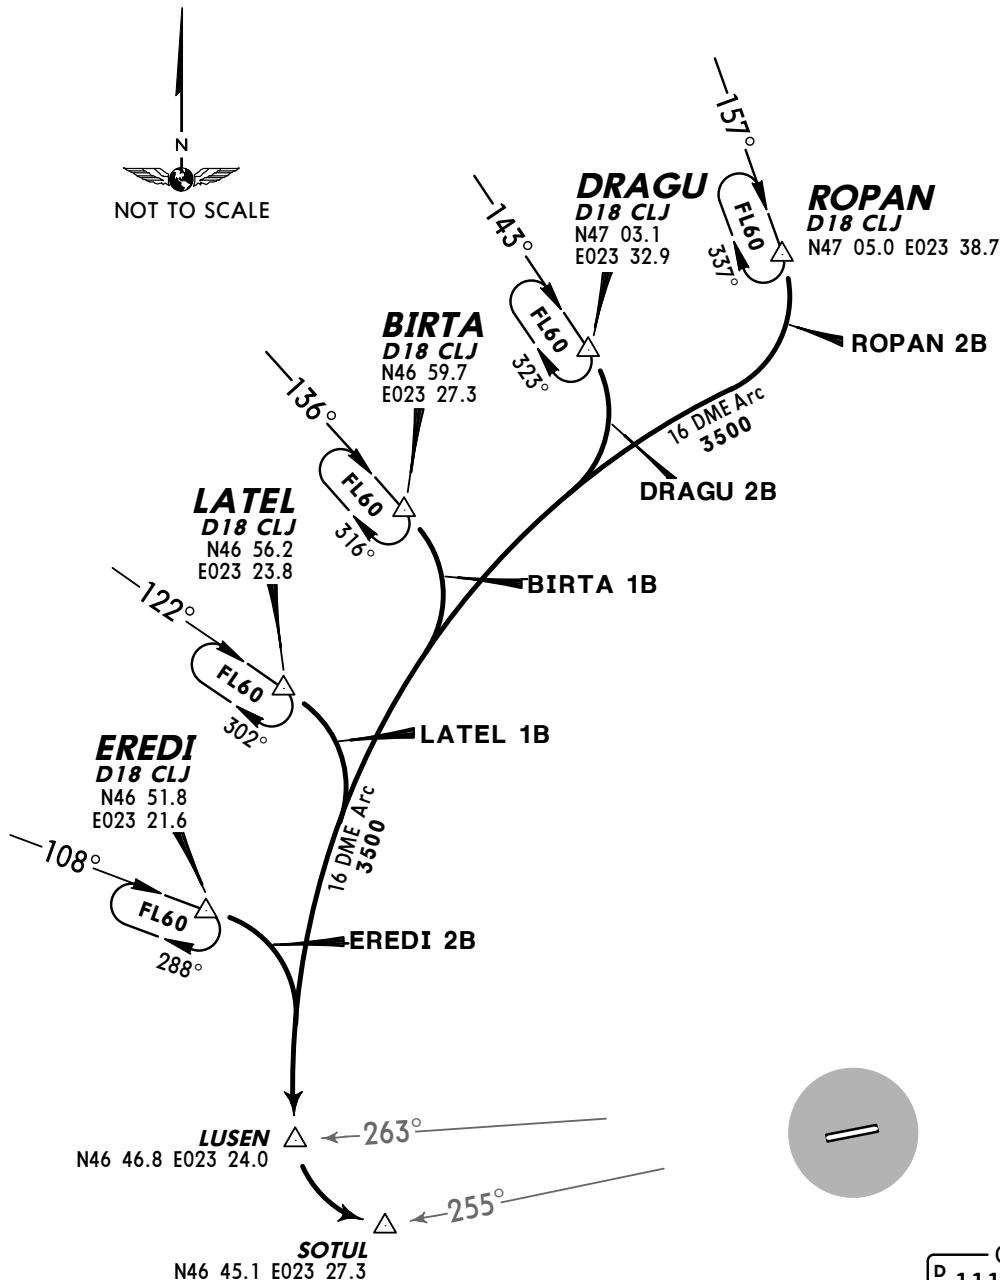 N
NOT TO SCALE
157°
FL60
337°
ROPAN
D18 CLJ
N47 05.0 E023 38.7
ROPAN 2B
143°
FL60
323°
DRAGU
D18 CLJ
N47 03.1
E023 32.9
DRAGU 2B
16 DME Arc
3500
136°
FL60
316°
BIRTA
D18 CLJ
N46 59.7
E023 27.3
BIRTA 1B
122°
FL60
302°
LATEL
D18 CLJ
N46 56.2
E023 23.8
LATEL 1B
16 DME Arc
3500
108°
FL60
288°
EREDI
D18 CLJ
N46 51.8
E023 21.6
EREDI 2B
LUSEN
N46 46.8 E023 24.0
263°
255°
SOTUL
N46 45.1 E023 27.3